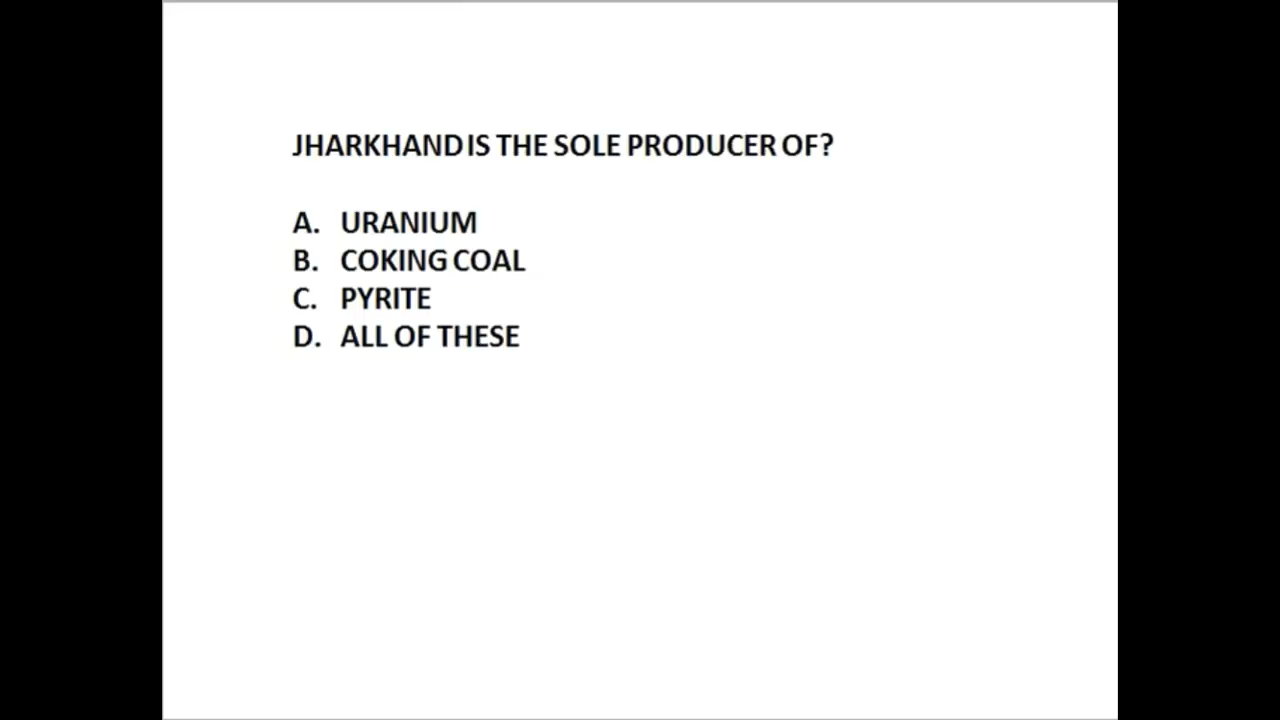 JHARKHAND IS THE SOLE PRODUCER OF?
A. URANIUM
B. COKING COAL
C. PYRITE
D. ALL OF THESE